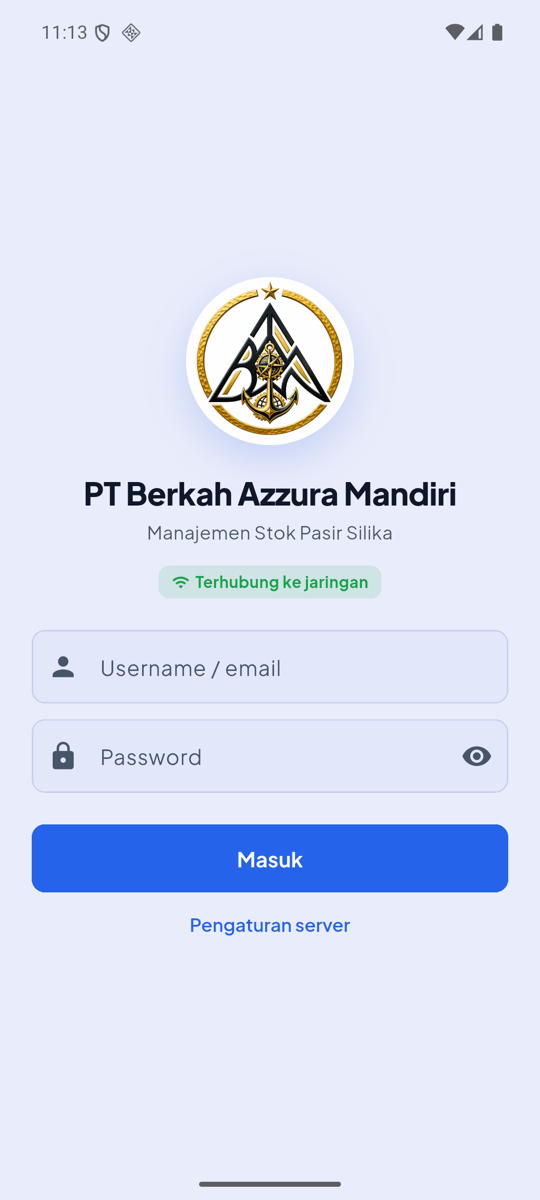 11:13
PT Berkah Azzura Mandiri
Manajemen Stok Pasir Silika
Terhubung ke jaringan
Username / email
Password
Masuk
Pengaturan server